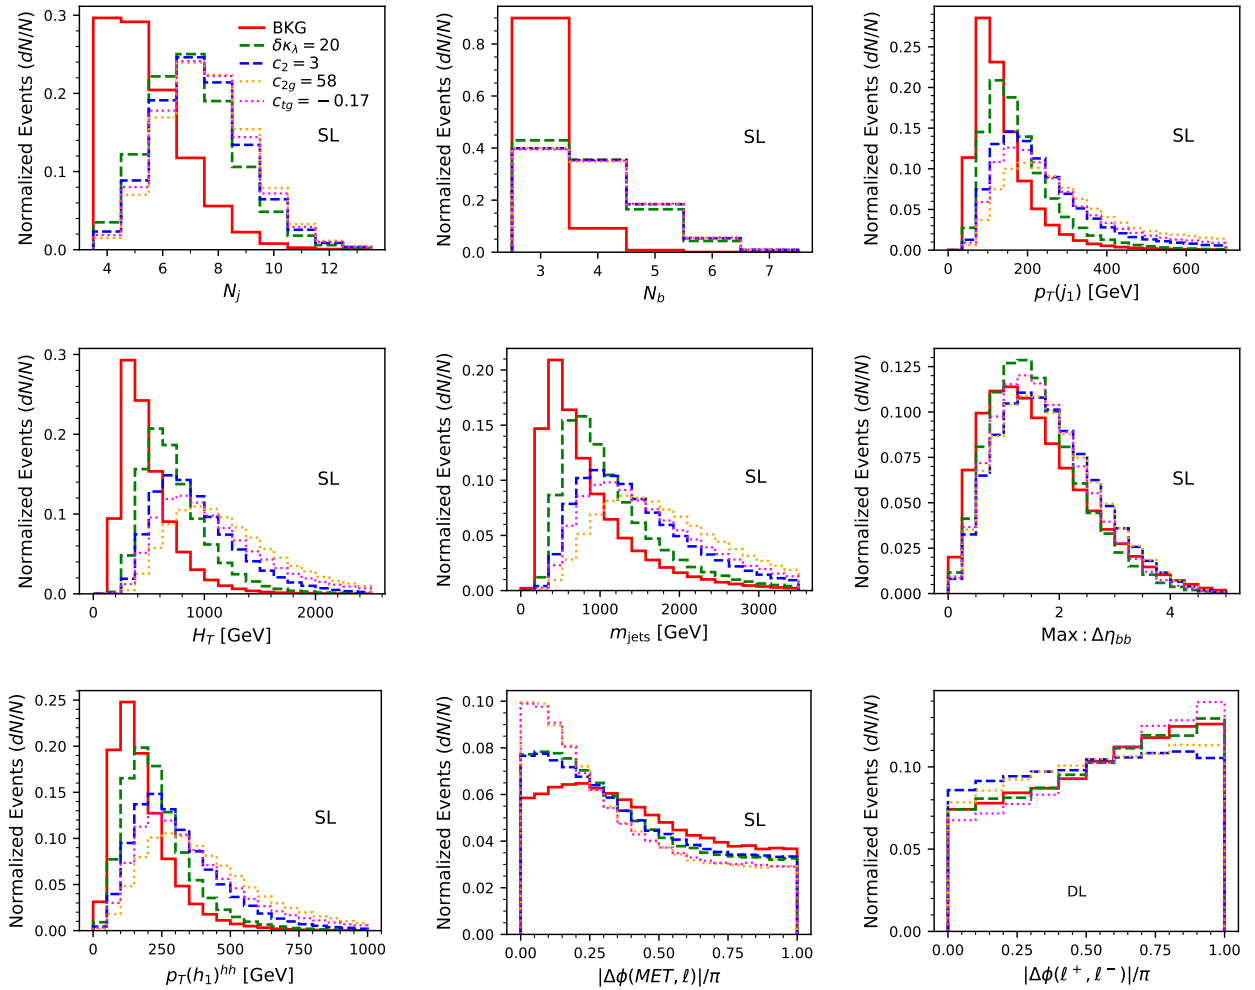 Normalized Events (dN/N)
0.3
0.2
0.1
0.0
BKG
δκ_λ = 20
c_2 = 3
c_{2g} = 58
c_{tg} = −0.17
SL
4 6 8 10 12
N_j
Normalized Events (dN/N)
0.8
0.6
0.4
0.2
0.0
SL
3 4 5 6 7
N_b
Normalized Events (dN/N)
0.25
0.20
0.15
0.10
0.05
0.00
SL
0 200 400 600
p_T(j_1) [GeV]
Normalized Events (dN/N)
0.3
0.2
0.1
0.0
SL
0 1000 2000
H_T [GeV]
Normalized Events (dN/N)
0.20
0.15
0.10
0.05
0.00
SL
0 1000 2000 3000
m_jets [GeV]
Normalized Events (dN/N)
0.125
0.100
0.075
0.050
0.025
0.000
SL
0 2 4
Max : Δη_{bb}
Normalized Events (dN/N)
0.25
0.20
0.15
0.10
0.05
0.00
SL
0 250 500 750 1000
p_T(h_1)^{hh} [GeV]
Normalized Events (dN/N)
0.10
0.08
0.06
0.04
0.02
0.00
SL
0.00 0.25 0.50 0.75 1.00
|Δϕ(MET, ℓ)|/π
Normalized Events (dN/N)
0.10
0.05
0.00
DL
0.00 0.25 0.50 0.75 1.00
|Δϕ(ℓ^+, ℓ^−)|/π